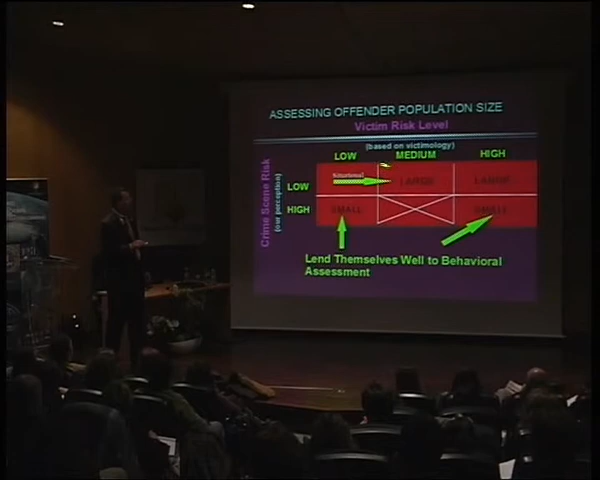 ASSESSING OFFENDER POPULATION SIZE
Victim Risk Level
(based on victimology)
LOW MEDIUM HIGH
Crime Scene Risk
(our perception)
LOW LARGE LARGE
HIGH SMALL SMALL
Lend Themselves Well to Behavioral
Assessment